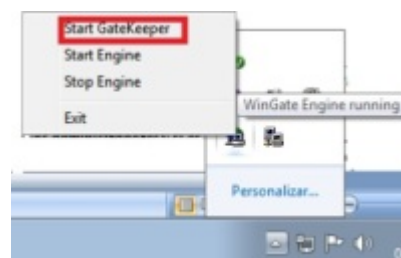 Start GateKeeper
Start Engine
Stop Engine
WinGate Engine running
Exit
Personalizar...